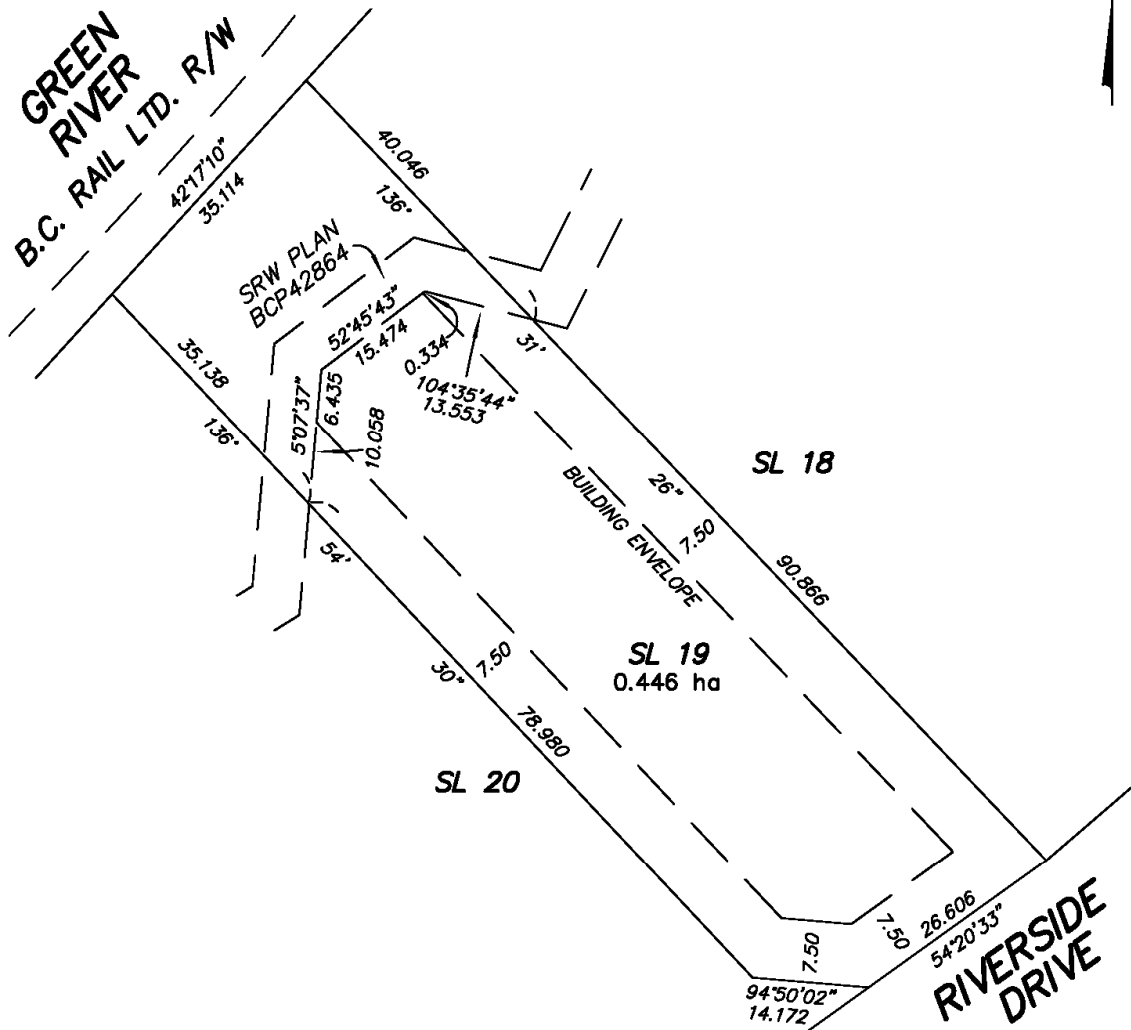 GREEN
RIVER
B.C. RAIL LTD. R/W
42°17'10"
35.114
40.046
136°
SRW PLAN
BCP42864
52°45'43"
15.474
0.334
31'
104°35'44"
13.553
35.138
136°
5°07'37"
6.435
10.058
54'
SL 18
26"
7.50
BUILDING ENVELOPE
90.866
SL 19
0.446 ha
30"
7.50
78.980
SL 20
7.50
7.50
26.606
54°20'33"
94°50'02"
14.172
RIVERSIDE
DRIVE